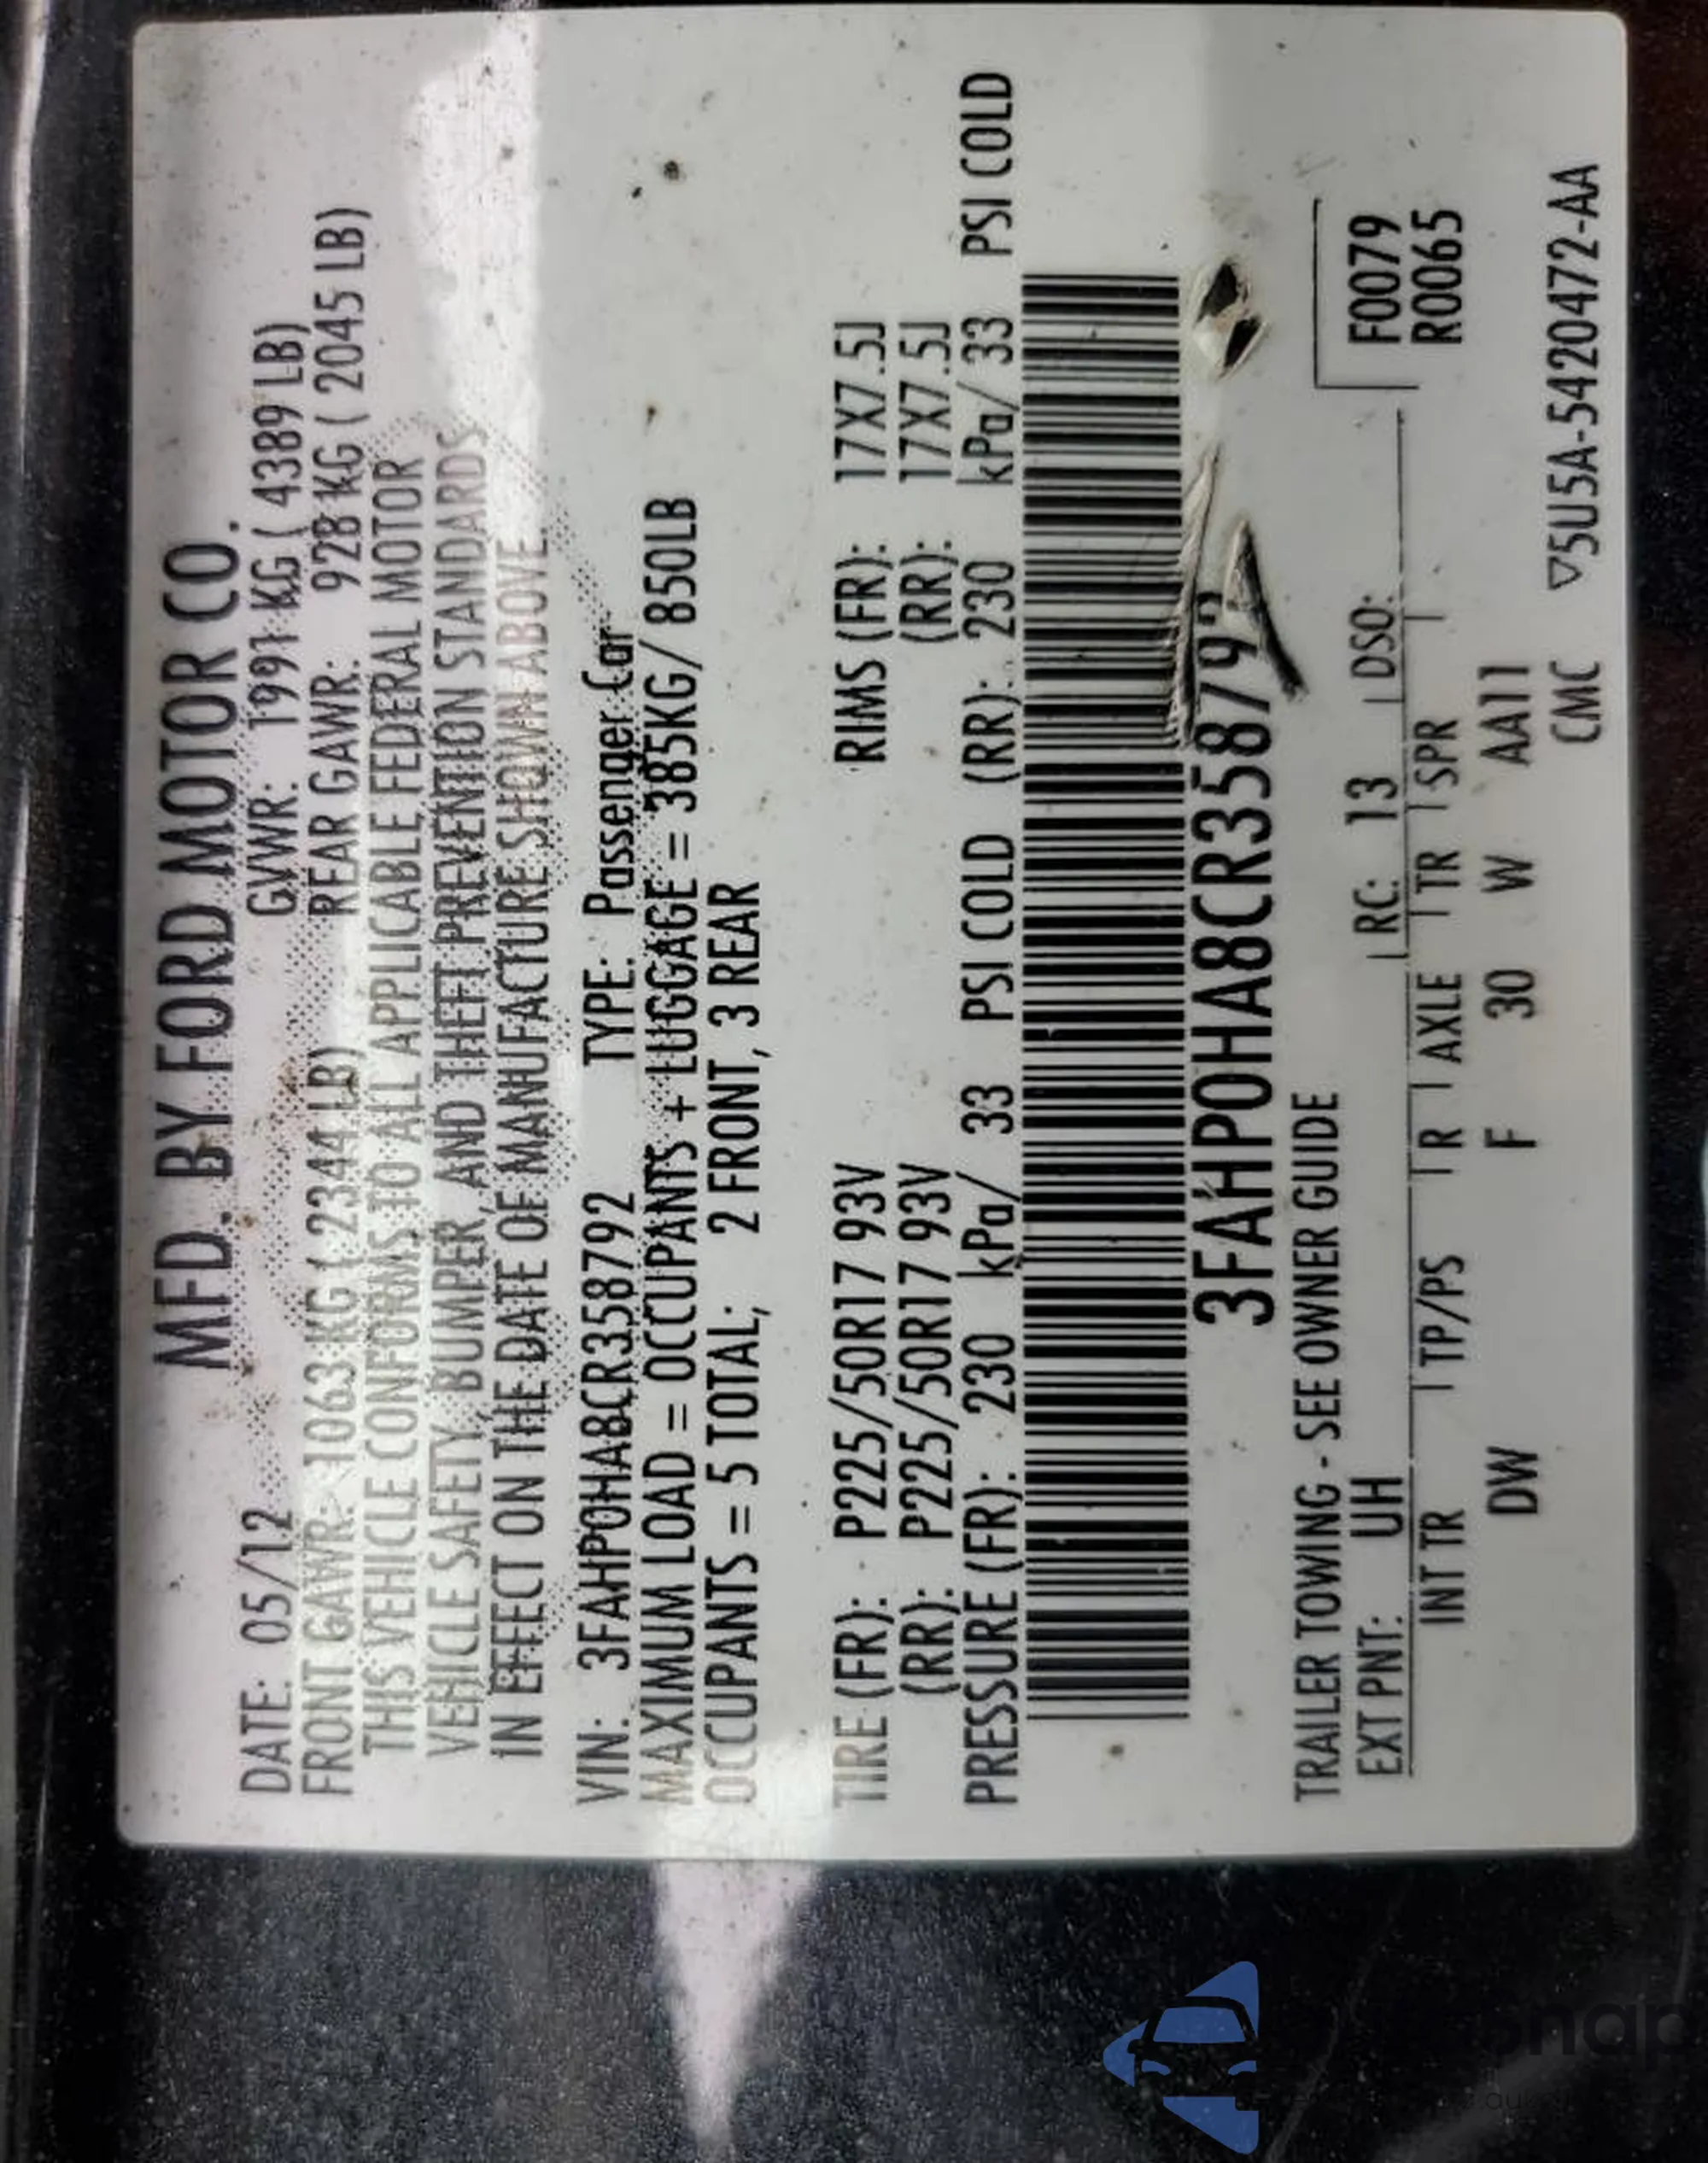 MFD. BY FORD MOTOR CO.
DATE: 05/12 GVWR: 1991 KG ( 4389 LB)
FRONT GAWR: 1063 KG ( 2344 LB) REAR GAWR: 928 KG ( 2045 LB)
THIS VEHICLE CONFORMS TO ALL APPLICABLE FEDERAL MOTOR
VEHICLE SAFETY, BUMPER, AND THEFT PREVENTION STANDARDS
IN EFFECT ON THE DATE OF MANUFACTURE SHOWN ABOVE.
VIN: 3FAHP0HA8CR358792 TYPE: Passenger Car
MAXIMUM LOAD = OCCUPANTS + LUGGAGE = 385KG/ 850LB
OCCUPANTS = 5 TOTAL; 2 FRONT, 3 REAR
TIRE (FR): P225/50R17 93V RIMS (FR): 17X7.5J
(RR): P225/50R17 93V (RR): 17X7.5J
PRESSURE (FR): 230 kPa/ 33 PSI COLD (RR): 230 kPa/ 33 PSI COLD
3FAHP0HA8CR35879
TRAILER TOWING - SEE OWNER GUIDE
EXT PNT: UH RC: 13 DSO: F0079
R0065
INT TR TP/PS R AXLE TR SPR
DW F 30 W AA11
CMC ▽5U5A-5420472-AA